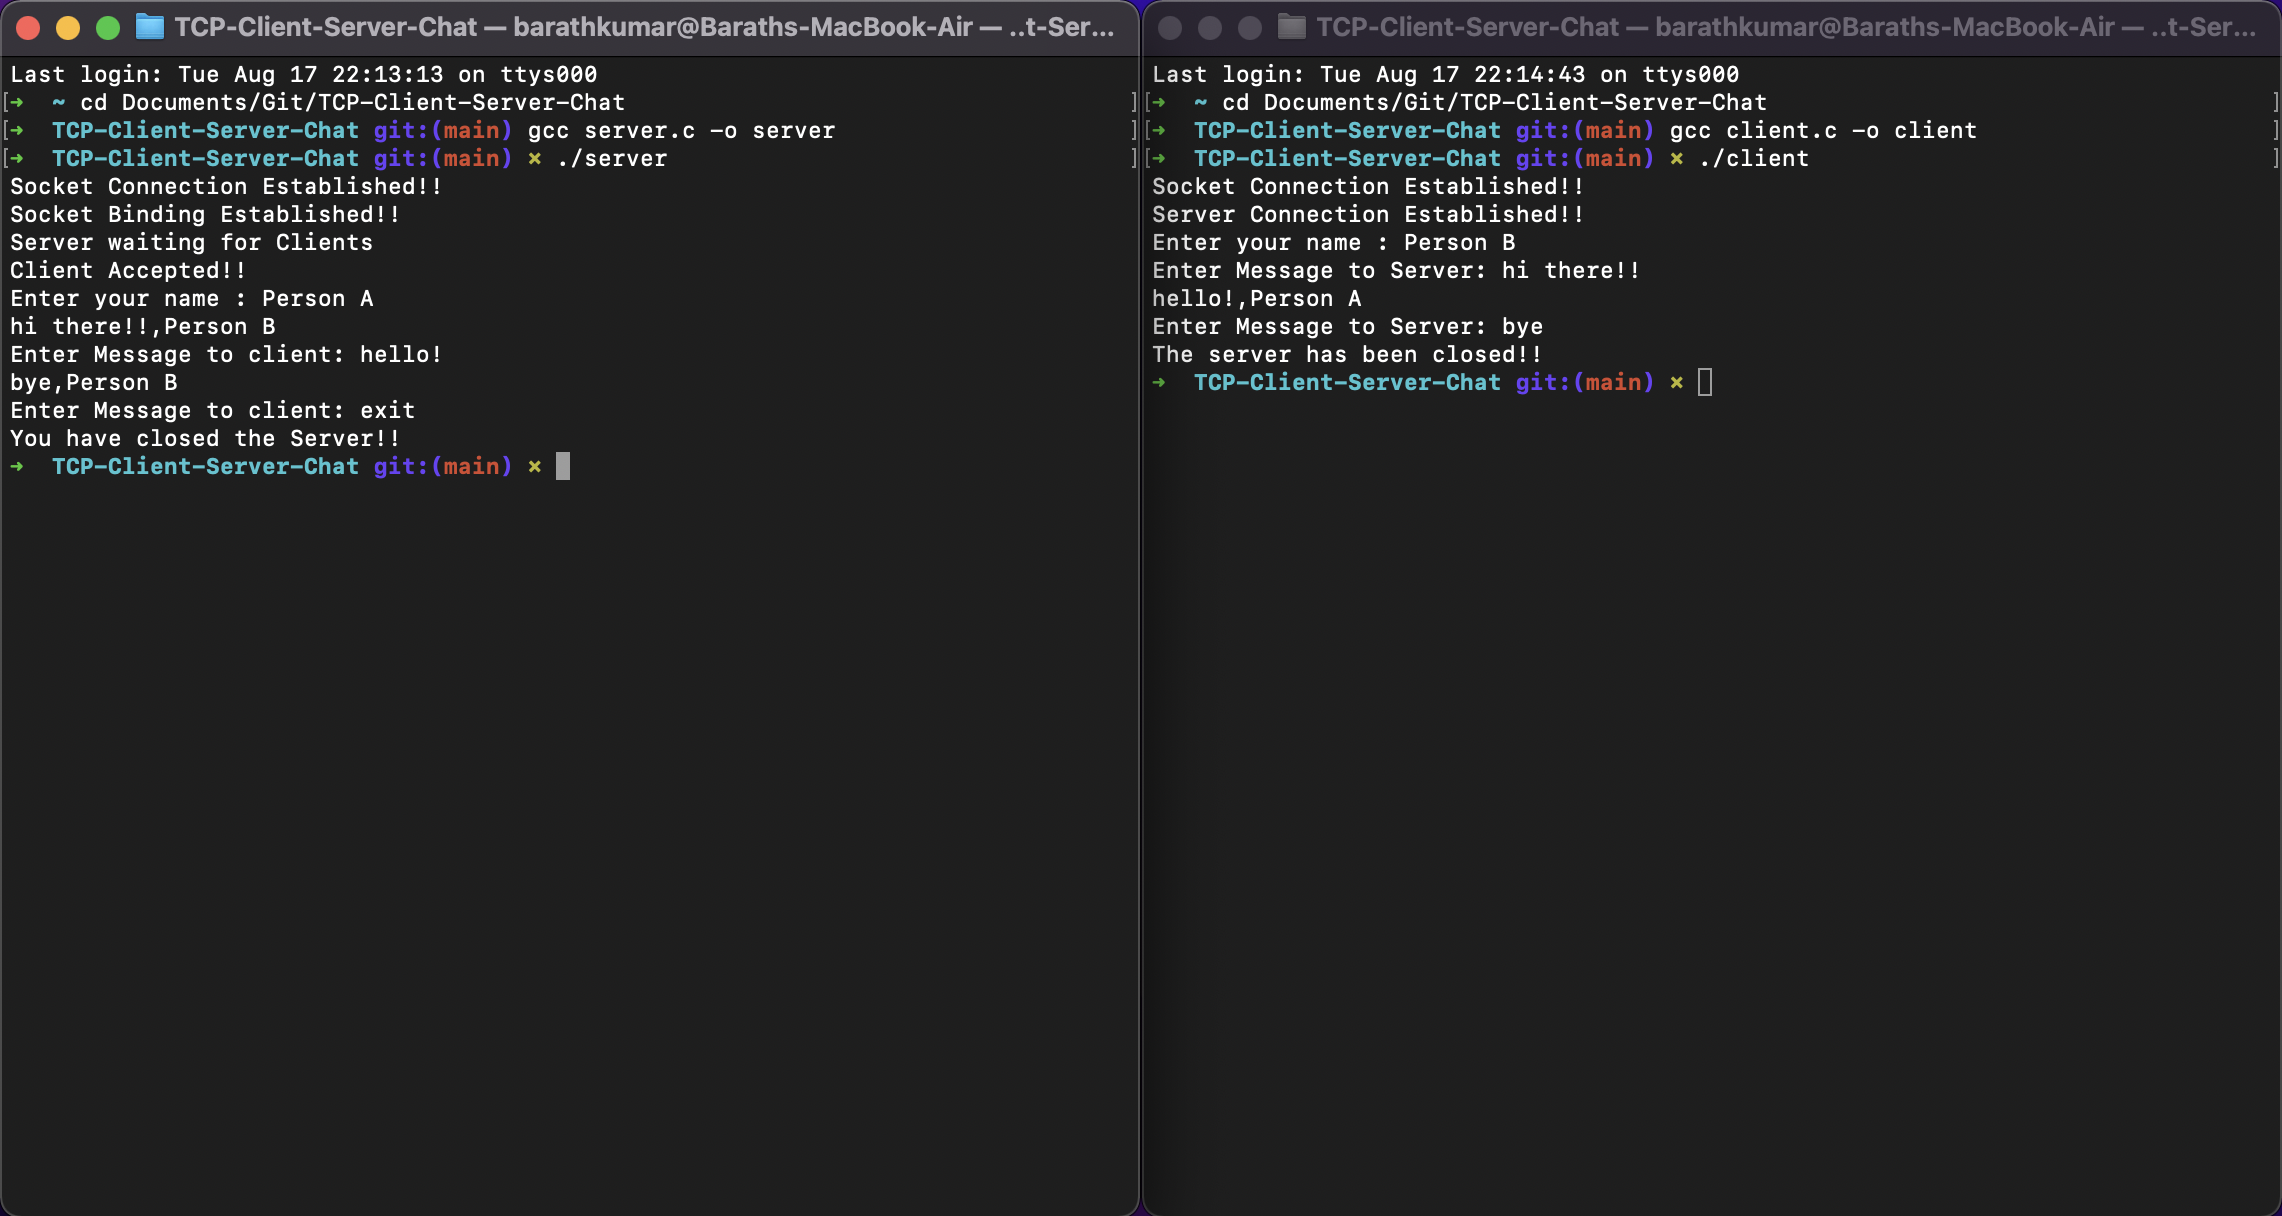 TCP-Client-Server-Chat — barathkumar@Baraths-MacBook-Air — ..t-Ser...
Last login: Tue Aug 17 22:13:13 on ttys000
[➜  ~ cd Documents/Git/TCP-Client-Server-Chat ]
[➜  TCP-Client-Server-Chat git:(main) gcc server.c -o server ]
[➜  TCP-Client-Server-Chat git:(main) ✗ ./server ]
Socket Connection Established!!
Socket Binding Established!!
Server waiting for Clients
Client Accepted!!
Enter your name : Person A
hi there!!,Person B
Enter Message to client: hello!
bye,Person B
Enter Message to client: exit
You have closed the Server!!
➜  TCP-Client-Server-Chat git:(main) ✗
TCP-Client-Server-Chat — barathkumar@Baraths-MacBook-Air — ..t-Ser...
Last login: Tue Aug 17 22:14:43 on ttys000
[➜  ~ cd Documents/Git/TCP-Client-Server-Chat ]
[➜  TCP-Client-Server-Chat git:(main) gcc client.c -o client ]
[➜  TCP-Client-Server-Chat git:(main) ✗ ./client ]
Socket Connection Established!!
Server Connection Established!!
Enter your name : Person B
Enter Message to Server: hi there!!
hello!,Person A
Enter Message to Server: bye
The server has been closed!!
➜  TCP-Client-Server-Chat git:(main) ✗